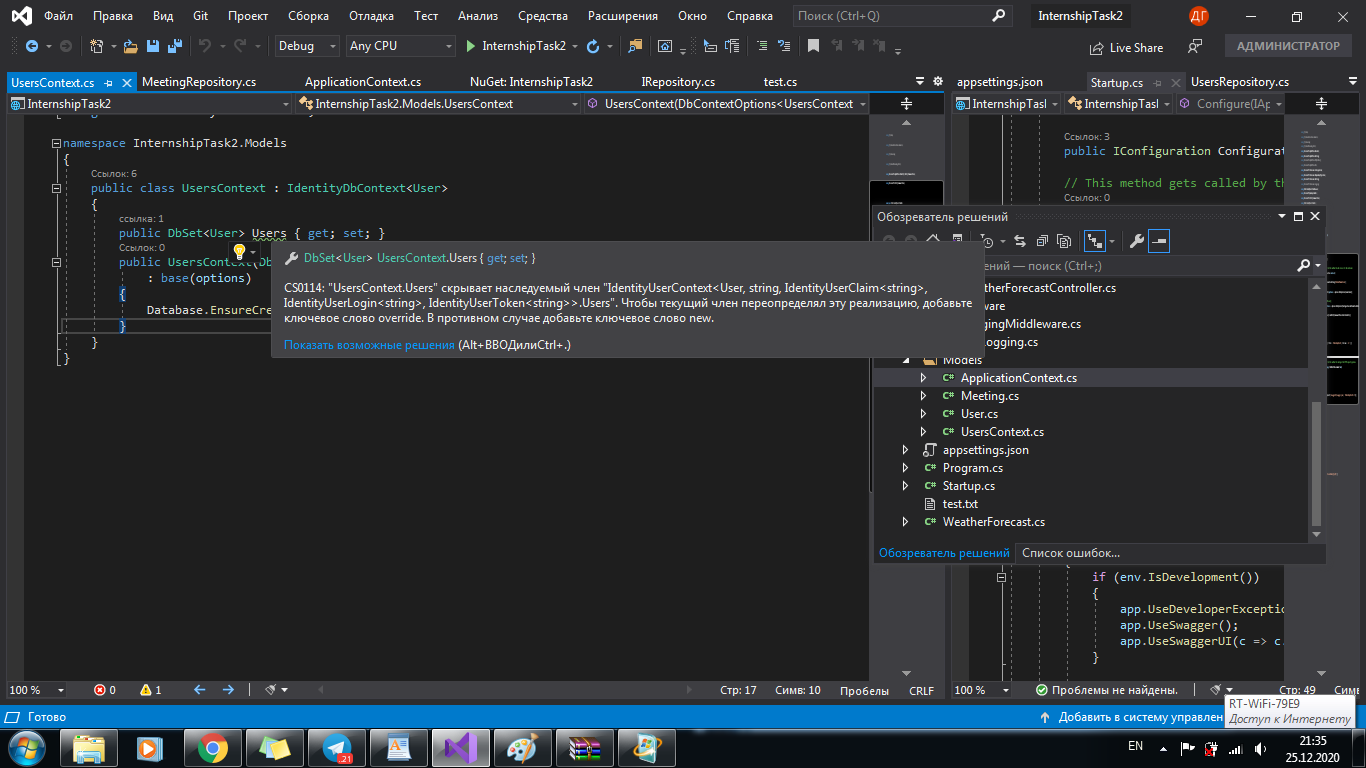 Файл Правка Вид Git Проект Сборка Отладка Тест Анализ Средства Расширения Окно Справка Поиск (Ctrl+Q) InternshipTask2 ДГ
Debug Any CPU InternshipTask2 Live Share АДМИНИСТРАТОР
UsersContext.cs MeetingRepository.cs ApplicationContext.cs NuGet: InternshipTask2 IRepository.cs test.cs
InternshipTask2 InternshipTask2.Models.UsersContext UsersContext(DbContextOptions<UsersContext
namespace InternshipTask2.Models
{
Ссылок: 6
public class UsersContext : IdentityDbContext<User>
{
ссылка: 1
public DbSet<User> Users { get; set; }
Ссылок: 0
public UsersContext(Db
: base(options)
{
Database.EnsureCre
}
}
}
DbSet<User> UsersContext.Users { get; set; }
CS0114: "UsersContext.Users" скрывает наследуемый член "IdentityUserContext<User, string, IdentityUserClaim<string>,
IdentityUserLogin<string>, IdentityUserToken<string>>.Users". Чтобы текущий член переопределял эту реализацию, добавьте
ключевое слово override. В противном случае добавьте ключевое слово new.
Показать возможные решения (Alt+ВВОДилиCtrl+.)
100 % 0 1 Стр: 17 Симв: 10 Пробелы CRLF
appsettings.json Startup.cs UsersRepository.cs
InternshipTasl InternshipTasl Configure(IAp
Ссылок: 3
public IConfiguration Configurat
// This method gets called by th
Ссылок: 0
Обозреватель решений
ений — поиск (Ctrl+;)
therForecastController.cs
ware
gingMiddleware.cs
ogging.cs
Models
C# ApplicationContext.cs
C# Meeting.cs
C# User.cs
C# UsersContext.cs
appsettings.json
C# Program.cs
C# Startup.cs
test.txt
C# WeatherForecast.cs
Обозреватель решений Список ошибок...
{
if (env.IsDevelopment())
{
app.UseDeveloperExceptio
app.UseSwagger();
app.UseSwaggerUI(c => c.
}
100 % Проблемы не найдены. Стр: 49 Симв
Готово Добавить в систему управлен
RT-WiFi-79E9
Доступ к Интернету
.21 EN 21:35
25.12.2020